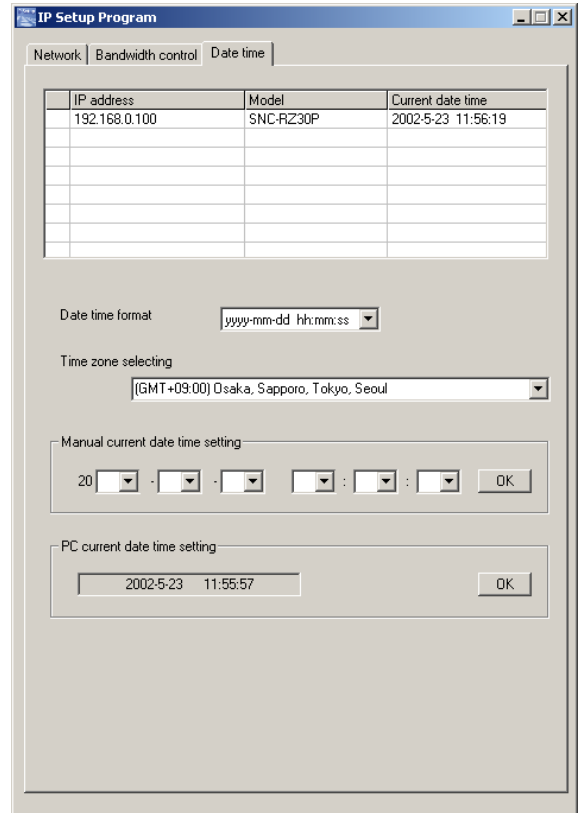 IP Setup Program
Network Bandwidth control Date time
IP address Model Current date time
192.168.0.100 SNC-RZ30P 2002-5-23 11:56:19
Date time format yyyy-mm-dd hh:mm:ss
Time zone selecting
(GMT+09:00) Osaka, Sapporo, Tokyo, Seoul
Manual current date time setting
20 - - : : OK
PC current date time setting
2002-5-23 11:55:57 OK